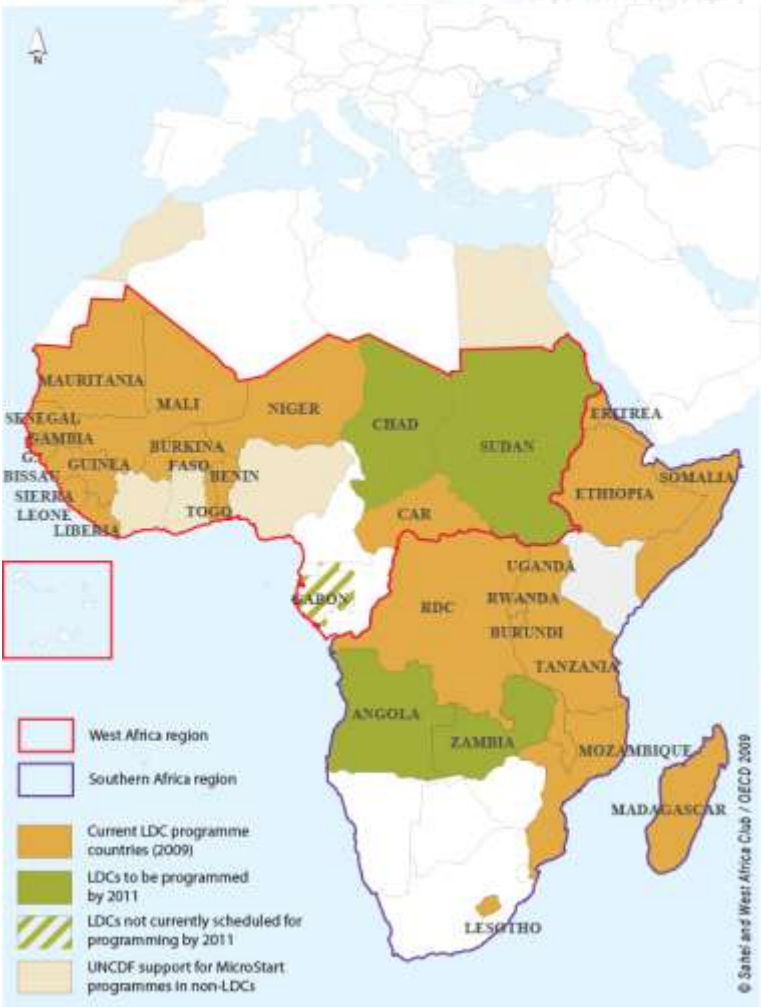 N
MAURITANIA
MALI
NIGER
CHAD
SUDAN
ERITREA
SENEGAL
GAMBIA
G.
BISSAU
GUINEA
BURKINA
FASO
BENIN
SIERRA
LEONE
LIBERIA
TOGO
CAR
ETHIOPIA
SOMALIA
GABON
RDC
UGANDA
RWANDA
BURUNDI
TANZANIA
ANGOLA
ZAMBIA
MOZAMBIQUE
MADAGASCAR
LESOTHO
West Africa region
Southern Africa region
Current LDC programme
countries (2009)
LDCs to be programmed
by 2011
LDCs not currently scheduled for
programming by 2011
UNCDF support for MicroStart
programmes in non-LDCs
© Sahel and West Africa Club / OECD 2009